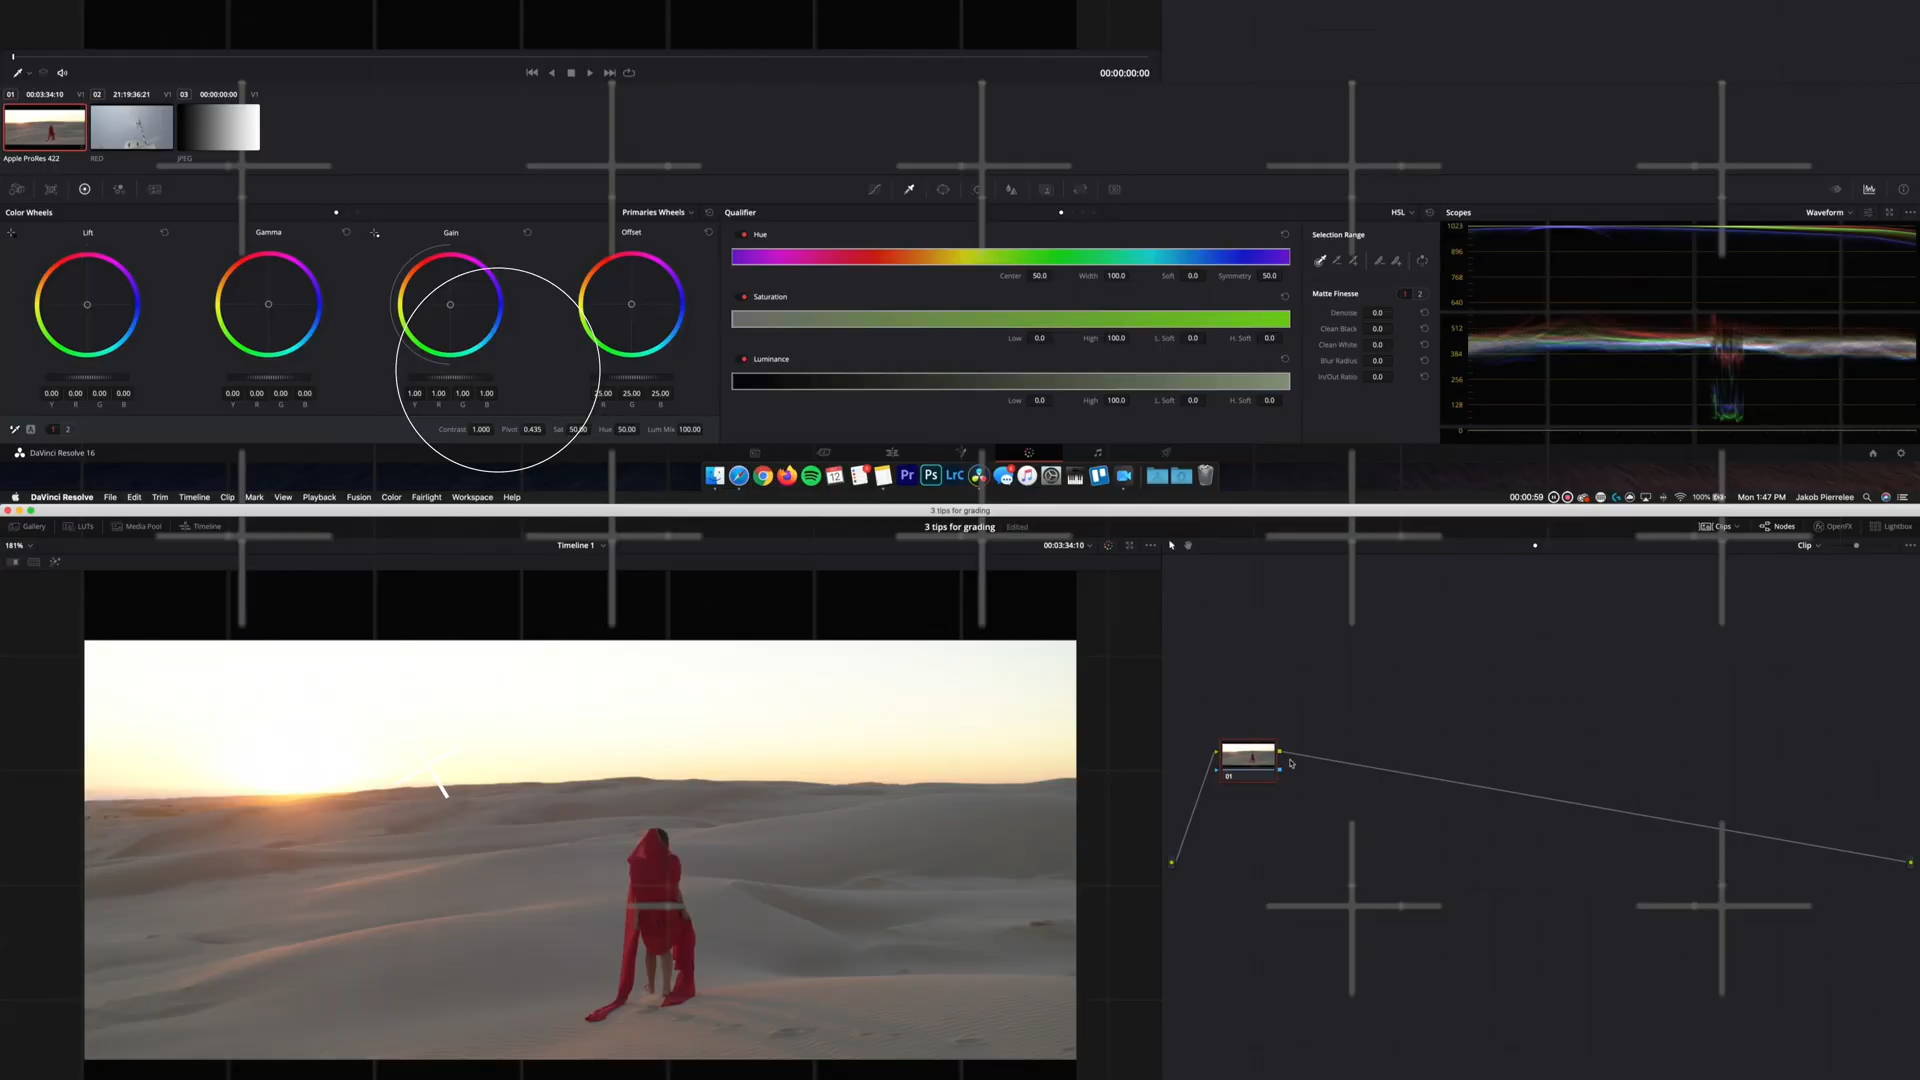 00:00:00:00
01 00:03:34:10 V1 02 21:19:36:21 V1 03 00:00:00:00 V1
Apple ProRes 422 RED JPEG
Color Wheels Primaries Wheels Qualifier HSL Scopes Waveform
Lift Gamma Gain Offset
0.00 0.00 0.00 0.00 0.00 0.00 0.00 0.00 1.00 1.00 1.00 1.00 25.00 25.00 25.00
Y R G B Y R G B Y R G B R G B
A 1 2 Contrast 1.000 Pivot 0.435 Sat 50.00 Hue 50.00 Lum Mix 100.00
Hue
Center 50.0 Width 100.0 Soft 0.0 Symmetry 50.0
Saturation
Low 0.0 High 100.0 L. Soft 0.0 H. Soft 0.0
Luminance
Low 0.0 High 100.0 L. Soft 0.0 H. Soft 0.0
Selection Range
Matte Finesse 1 2
Denoise 0.0
Clean Black 0.0
Clean White 0.0
Blur Radius 0.0
In/Out Ratio 0.0
1023
896
768
640
512
384
256
128
0
DaVinci Resolve 16
12 Pr Ps LrC
DaVinci Resolve File Edit Trim Timeline Clip Mark View Playback Fusion Color Fairlight Workspace Help 00:00:59 100% Mon 1:47 PM Jakob Pierrelee
3 tips for grading
Gallery LUTs Media Pool Timeline 3 tips for grading Edited Clips Nodes OpenFX Lightbox
181% Timeline 1 00:03:34:10 Clip
01